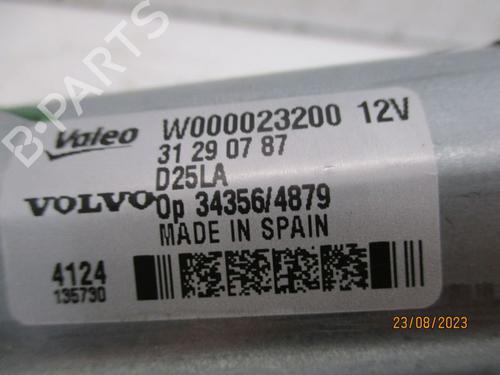 B-PARTS
Valeo W000023200 12V
31 29 07 87
D25LA
VOLVO Op 34356/4879
MADE IN SPAIN
4124
135730
23/08/2023